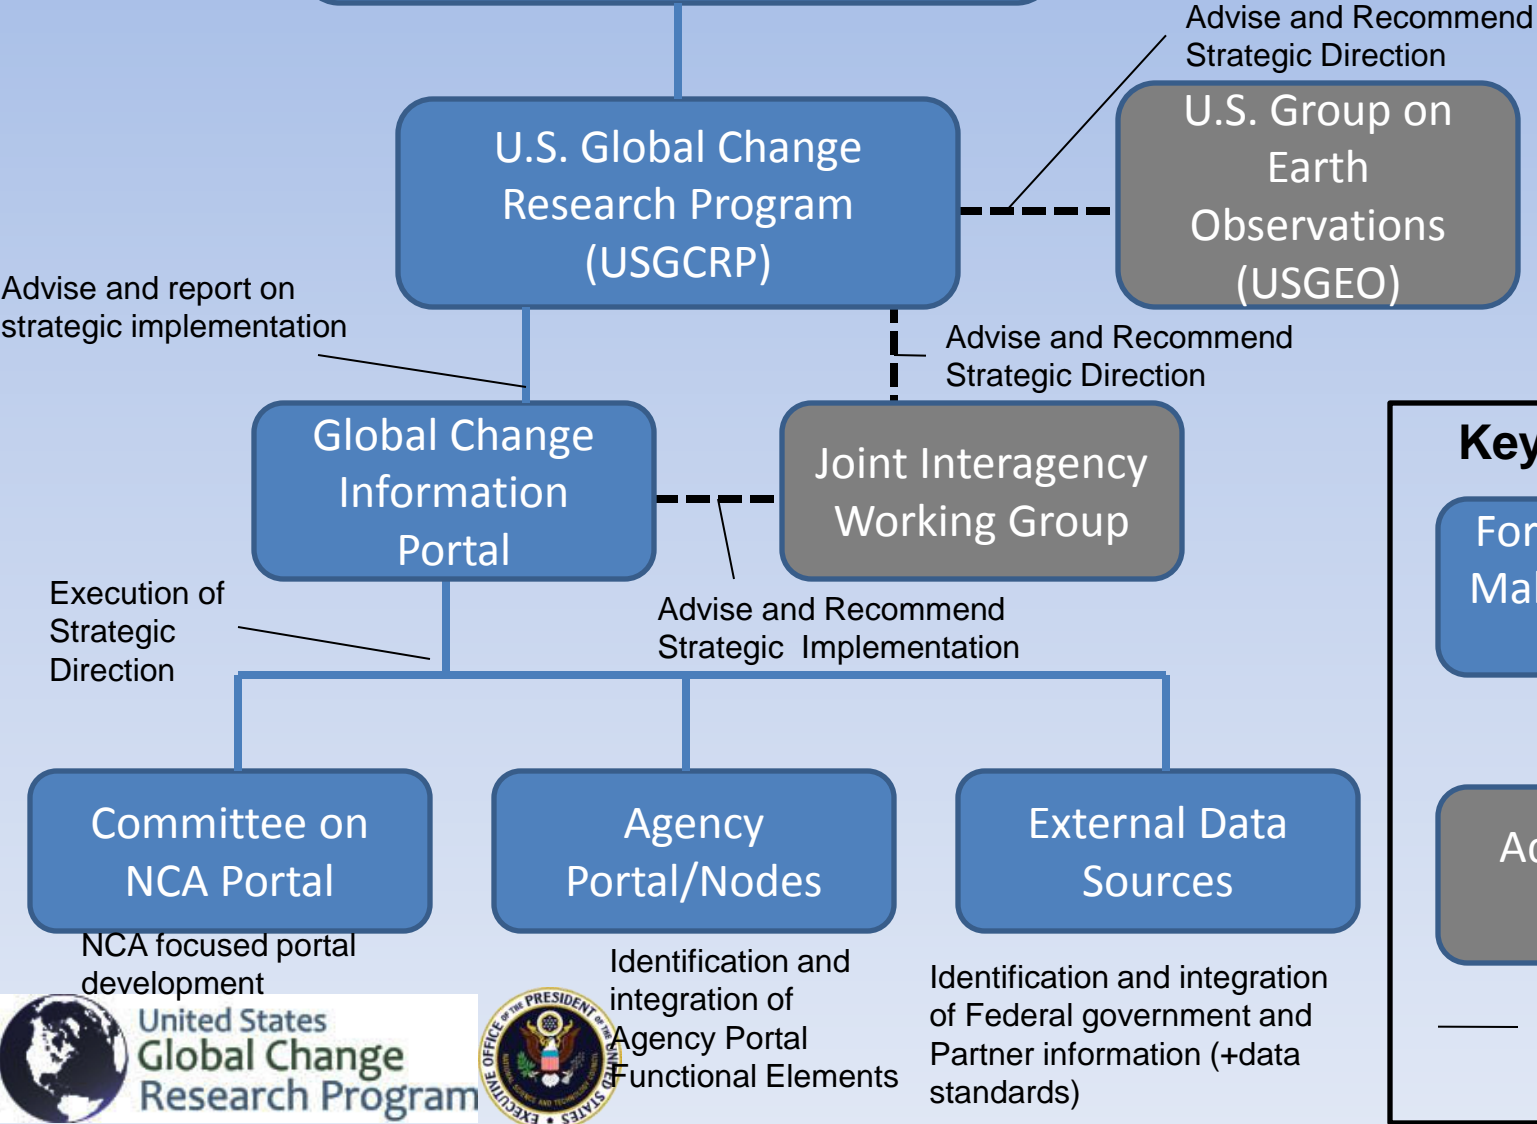 Advise and Recommend
Strategic Direction
U.S. Global Change
Research Program
(USGCRP)
U.S. Group on
Earth
Observations
(USGEO)
Advise and report on
strategic implementation
Advise and Recommend
Strategic Direction
Global Change
Information
Portal
Joint Interagency
Working Group
Key
Execution of
Strategic
Direction
Advise and Recommend
Strategic Implementation
Committee on
NCA Portal
Agency
Portal/Nodes
External Data
Sources
NCA focused portal
development
Identification and
integration of
Agency Portal
Functional Elements
Identification and integration
of Federal government and
Partner information (+data
standards)
United States
Global Change
Research Program
EXECUTIVE OFFICE OF THE PRESIDENT OF THE UNITED STATES